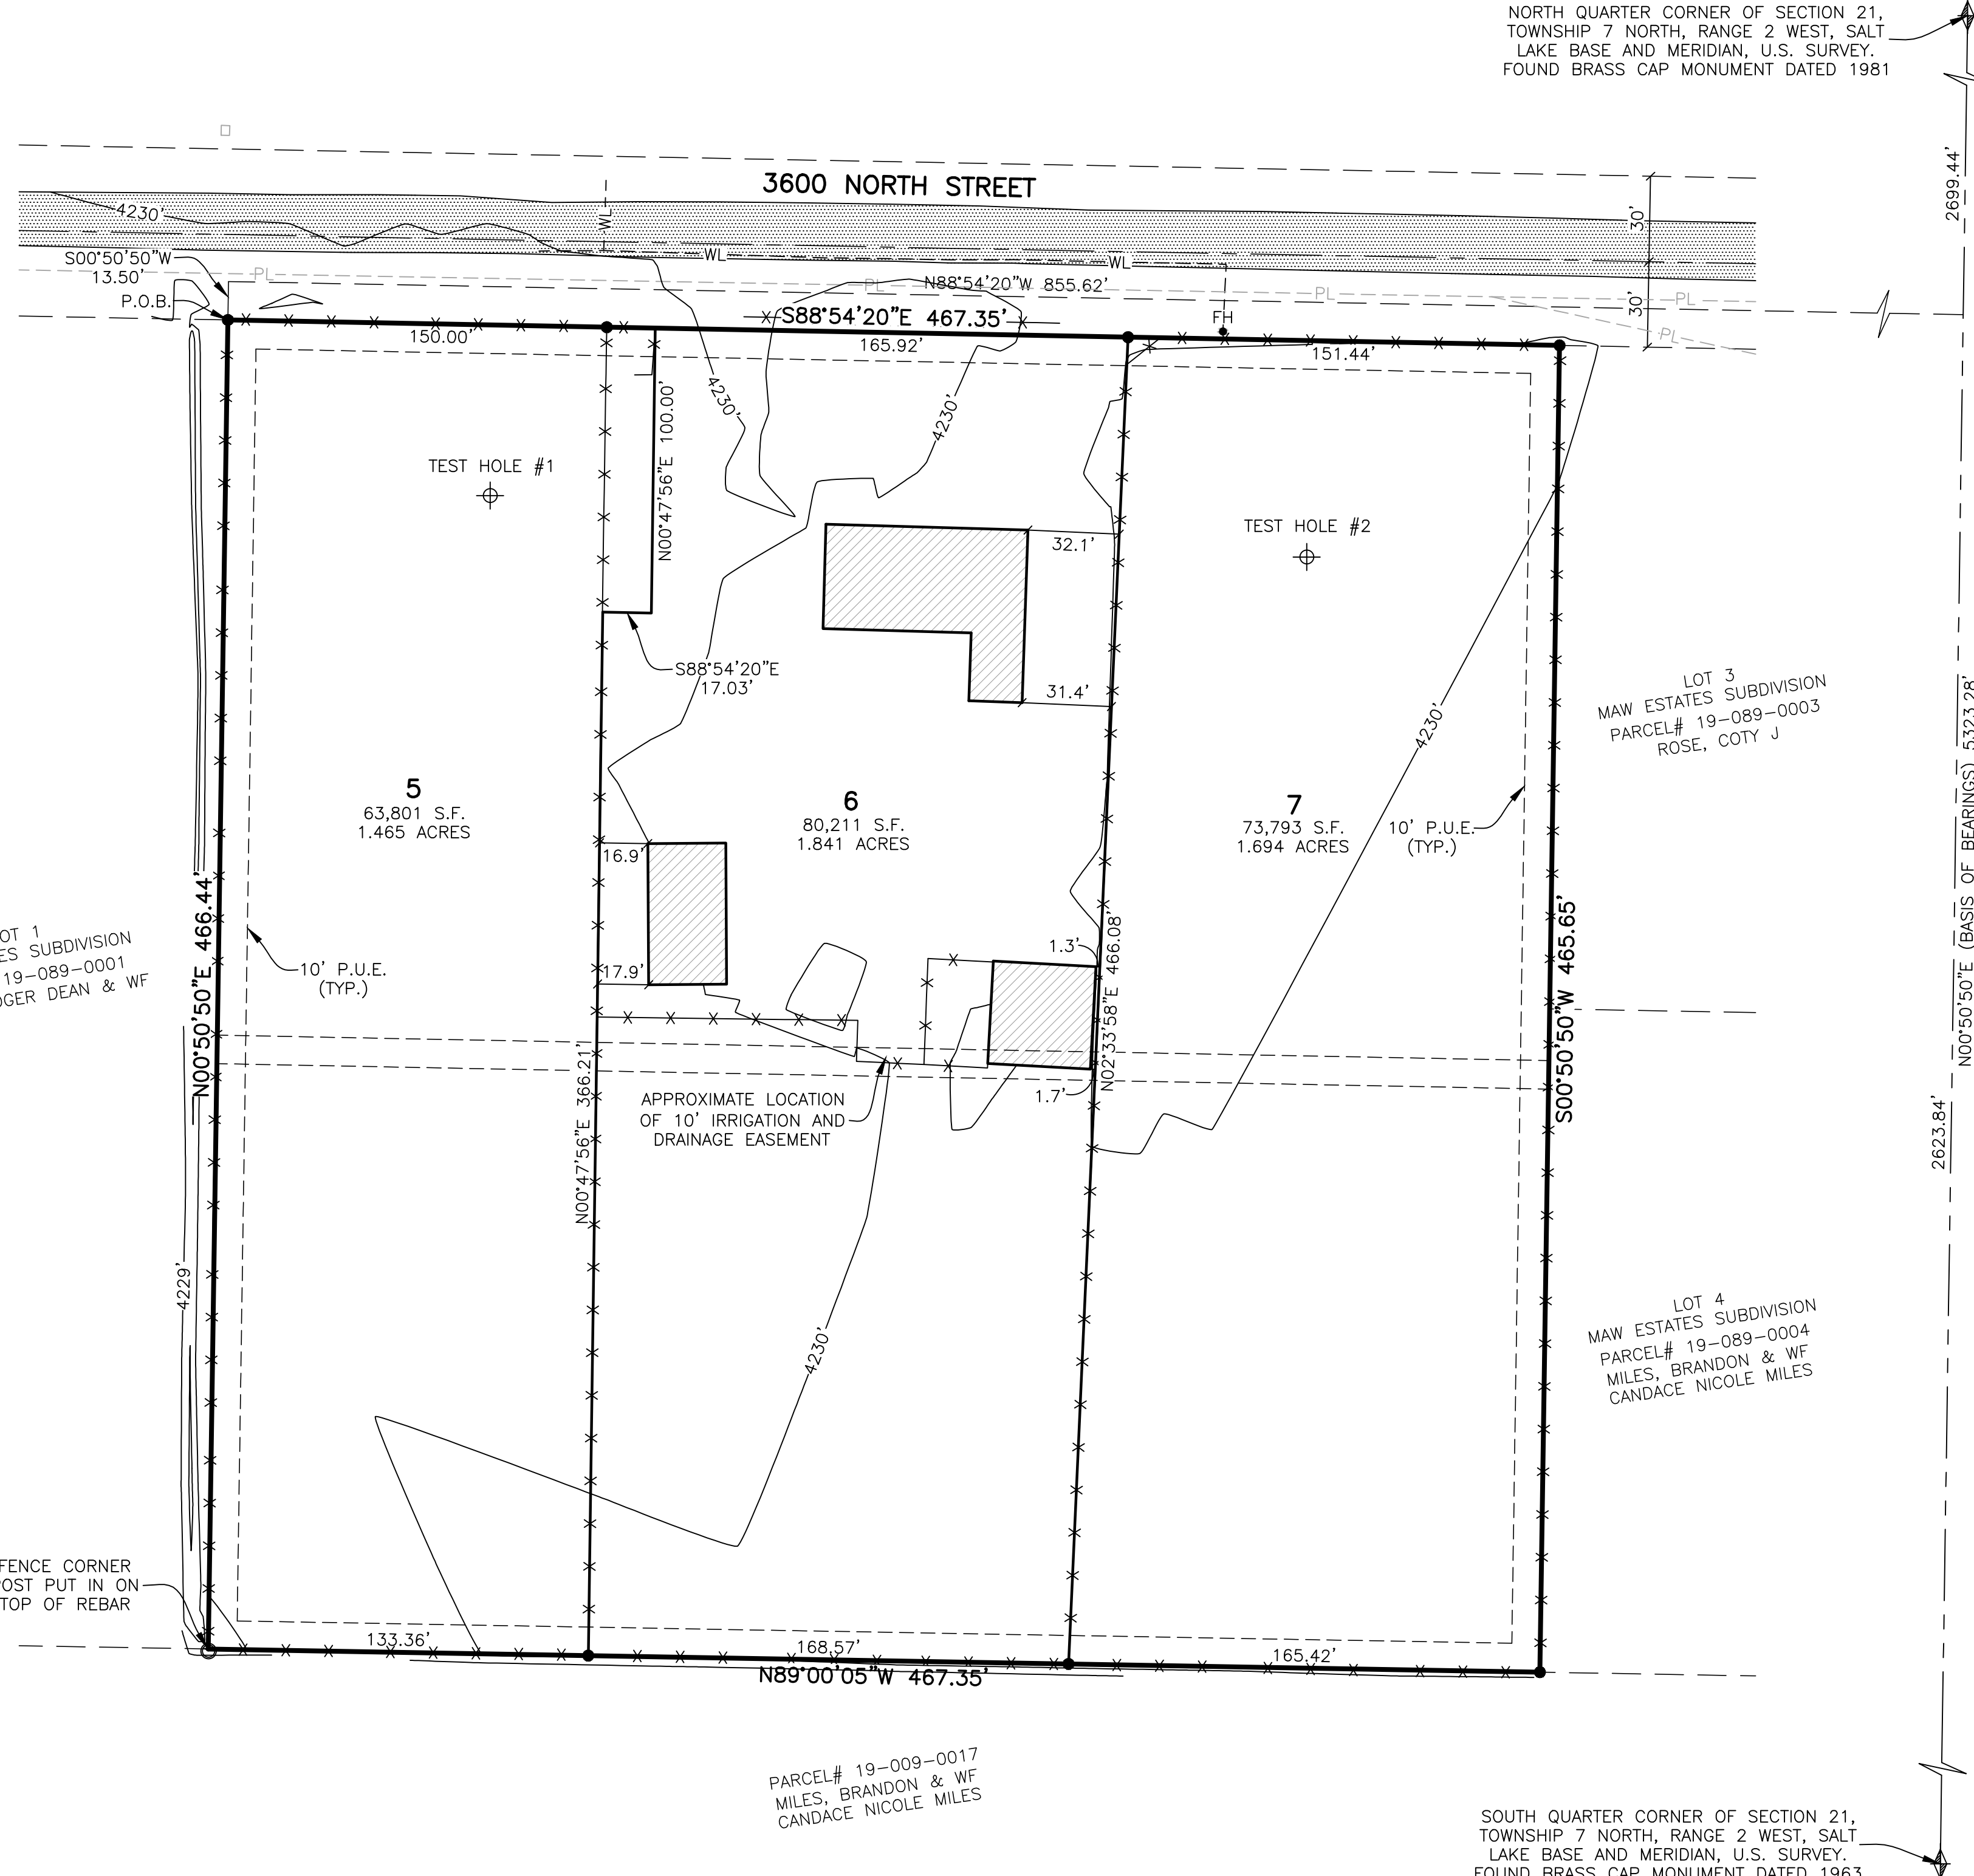 NORTH QUARTER CORNER OF SECTION 21,
TOWNSHIP 7 NORTH, RANGE 2 WEST, SALT
LAKE BASE AND MERIDIAN, U.S. SURVEY.
FOUND BRASS CAP MONUMENT DATED 1981
2699.44'
3600 NORTH STREET
4230'
WL
WL
WL
30'
30'
S00°50'50"W
13.50'
P.O.B.
PL
PL
PL
PL
PL
N88°54'20"W 855.62'
S88°54'20"E 467.35'
FH
150.00'
165.92'
151.44'
4230'
4230'
N00°47'56"E 100.00'
TEST HOLE #1
TEST HOLE #2
32.1'
31.4'
S88°54'20"E
17.03'
LOT 3
MAW ESTATES SUBDIVISION
PARCEL# 19-089-0003
ROSE, COTY J
4230'
5
63,801 S.F.
1.465 ACRES
6
80,211 S.F.
1.841 ACRES
7
73,793 S.F.
1.694 ACRES
10' P.U.E.
(TYP.)
16.9'
17.9'
N00°50'50"E 466.44'
OT 1
ES SUBDIVISION
19-089-0001
OGER DEAN & WF
10' P.U.E.
(TYP.)
1.3'
1.7'
N02°33'58"E 466.08'
S00°50'50"W 465.65'
N00°50'50"E (BASIS OF BEARINGS) 5323.28'
2623.84'
N00°47'56"E 366.21'
APPROXIMATE LOCATION
OF 10' IRRIGATION AND
DRAINAGE EASEMENT
4229'
4230'
LOT 4
MAW ESTATES SUBDIVISION
PARCEL# 19-089-0004
MILES, BRANDON & WF
CANDACE NICOLE MILES
FENCE CORNER
POST PUT IN ON
TOP OF REBAR
133.36'
168.57'
165.42'
N89°00'05"W 467.35'
PARCEL# 19-009-0017
MILES, BRANDON & WF
CANDACE NICOLE MILES
SOUTH QUARTER CORNER OF SECTION 21,
TOWNSHIP 7 NORTH, RANGE 2 WEST, SALT
LAKE BASE AND MERIDIAN, U.S. SURVEY.
FOUND BRASS CAP MONUMENT DATED 1963